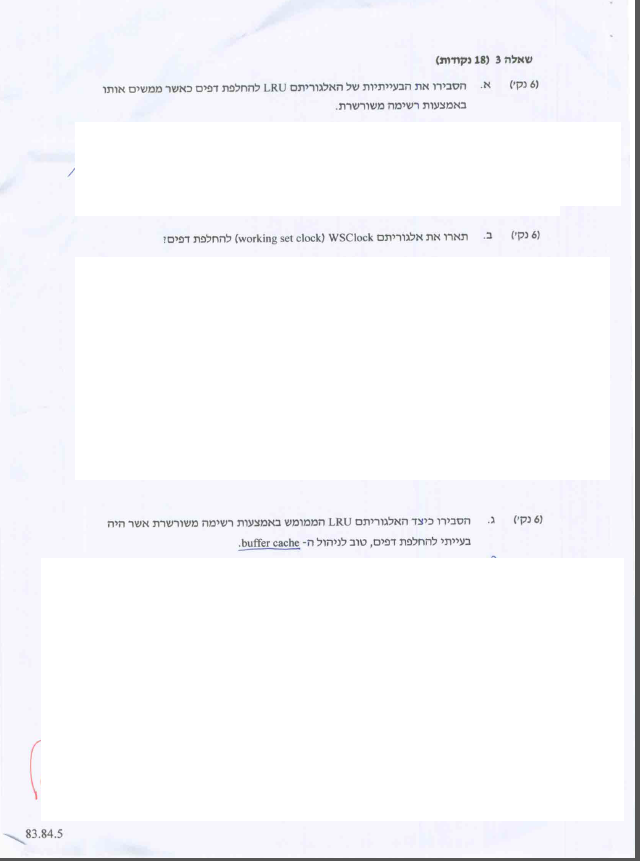 שאלה 3 (18 נקודות)
(6 נק') א. הסבירו את הבעייתיות של האלגוריתם LRU להחלפת דפים כאשר ממשים אותו
באמצעות רשימה משורשרת.
(6 נק') ב. תארו את אלגוריתם WSClock (working set clock) להחלפת דפים?
(6 נק') ג. הסבירו כיצד האלגוריתם LRU הממומש באמצעות רשימה משורשרת אשר היה
בעייתי להחלפת דפים, טוב לניהול ה- buffer cache.
83.84.5